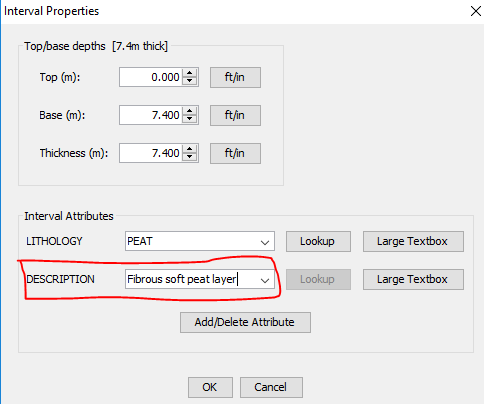 Interval Properties
Top/base depths [7.4m thick]
Top (m): 0.000 ft/in
Base (m): 7.400 ft/in
Thickness (m): 7.400 ft/in
Interval Attributes
LITHOLOGY PEAT Lookup Large Textbox
DESCRIPTION Fibrous soft peat layer Lookup Large Textbox
Add/Delete Attribute
OK Cancel